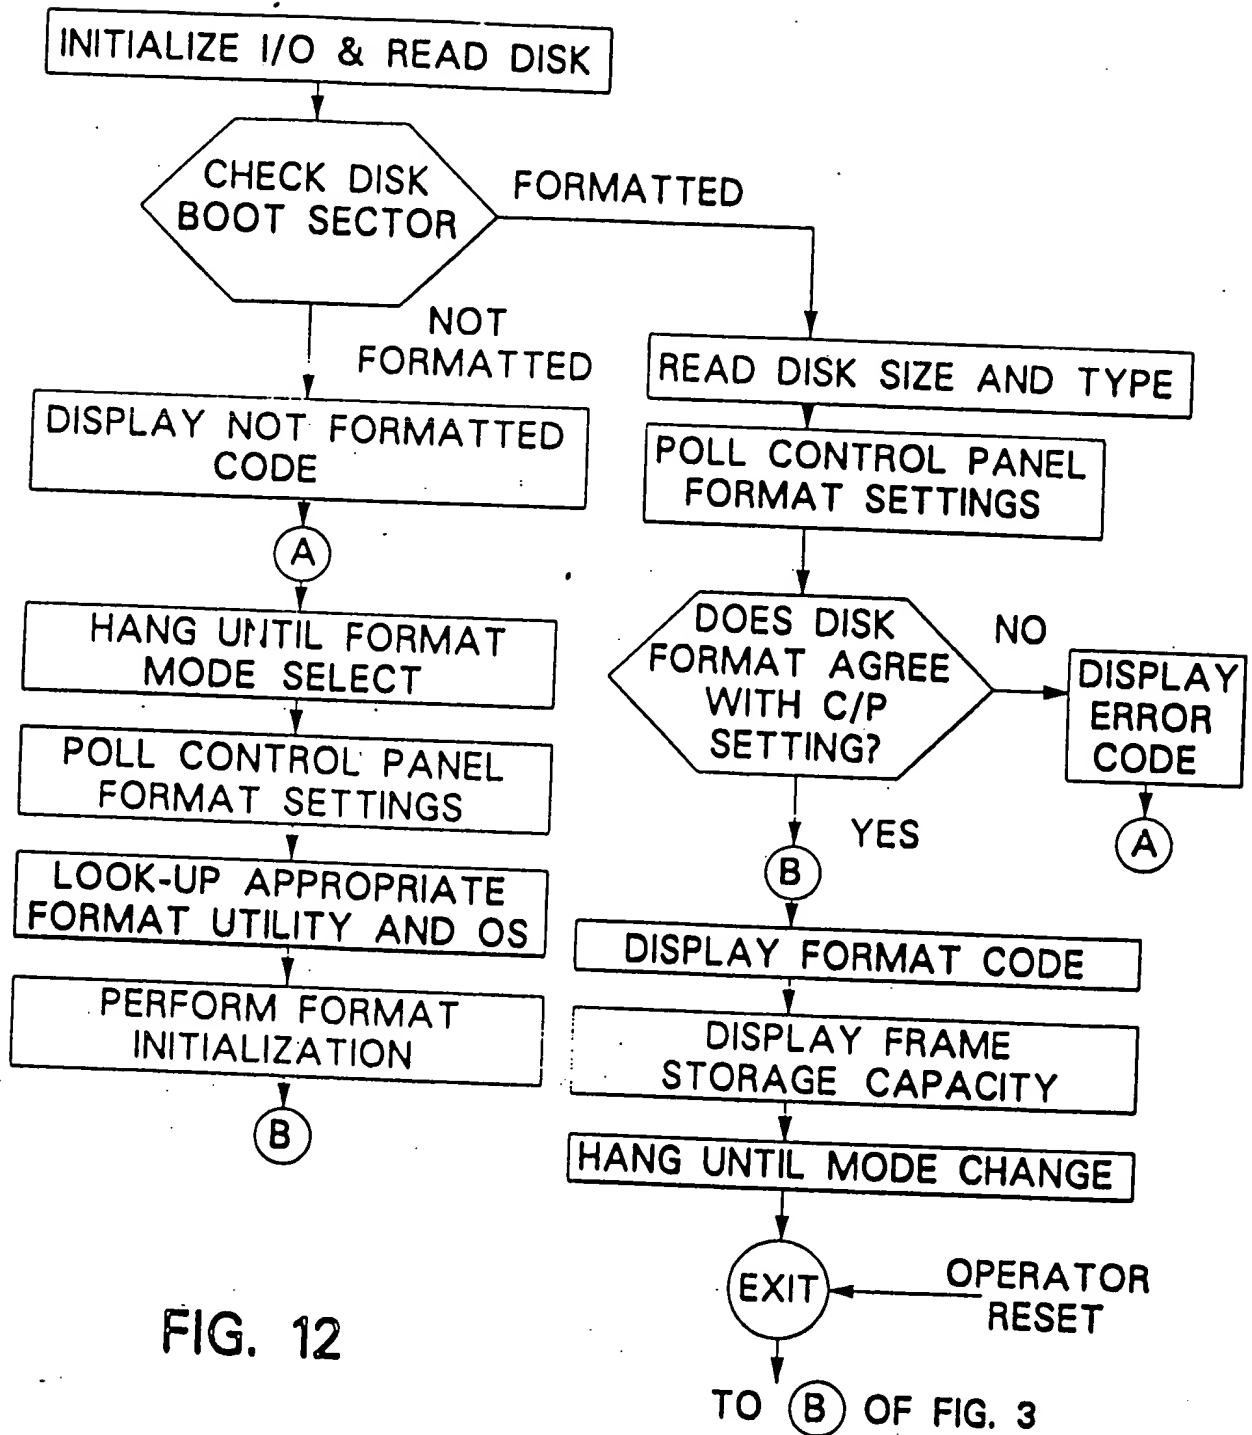 INITIALIZE I/O & READ DISK
CHECK DISK
BOOT SECTOR
FORMATTED
NOT
FORMATTED
DISPLAY NOT FORMATTED
CODE
A
HANG UNTIL FORMAT
MODE SELECT
POLL CONTROL PANEL
FORMAT SETTINGS
LOOK-UP APPROPRIATE
FORMAT UTILITY AND OS
PERFORM FORMAT
INITIALIZATION
B
READ DISK SIZE AND TYPE
POLL CONTROL PANEL
FORMAT SETTINGS
DOES DISK
FORMAT AGREE
WITH C/P
SETTING?
NO
DISPLAY
ERROR
CODE
A
YES
B
DISPLAY FORMAT CODE
DISPLAY FRAME
STORAGE CAPACITY
HANG UNTIL MODE CHANGE
EXIT
OPERATOR
RESET
TO B OF FIG. 3
FIG. 12